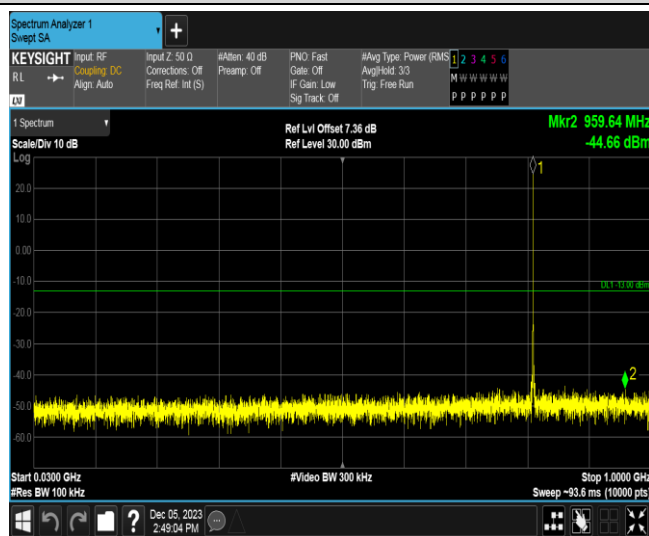 Spectrum Analyzer 1
Swept SA
+
KEYSIGHT
RL
LXI
Input: RF
Coupling: DC
Align: Auto
Input Z: 50 Ω
Corrections: Off
Freq Ref: Int (S)
#Atten: 40 dB
Preamp: Off
PNO: Fast
Gate: Off
IF Gain: Low
Sig Track: Off
#Avg Type: Power (RMS
Avg|Hold: 3/3
Trig: Free Run
1 2 3 4 5 6
M W W W W W
P P P P P P
1 Spectrum
Scale/Div 10 dB
Ref Lvl Offset 7.36 dB
Ref Level 30.00 dBm
Mkr2 959.64 MHz
-44.66 dBm
Log
1
20.0
10.0
0.00
-10.0
DL1 -13.00 dBm
-20.0
-30.0
-40.0
2
-50.0
-60.0
Start 0.0300 GHz
#Res BW 100 kHz
#Video BW 300 kHz
Stop 1.0000 GHz
Sweep ~93.6 ms (10000 pts)
?
Dec 05, 2023
2:49:04 PM